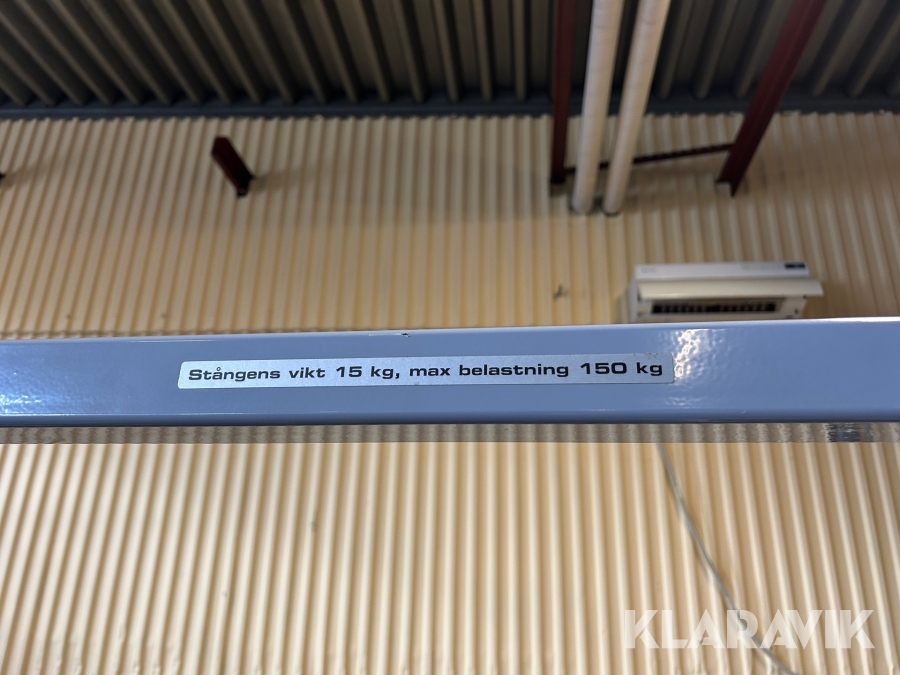 Stångens vikt 15 kg, max belastning 150 kg
KLARAVIK